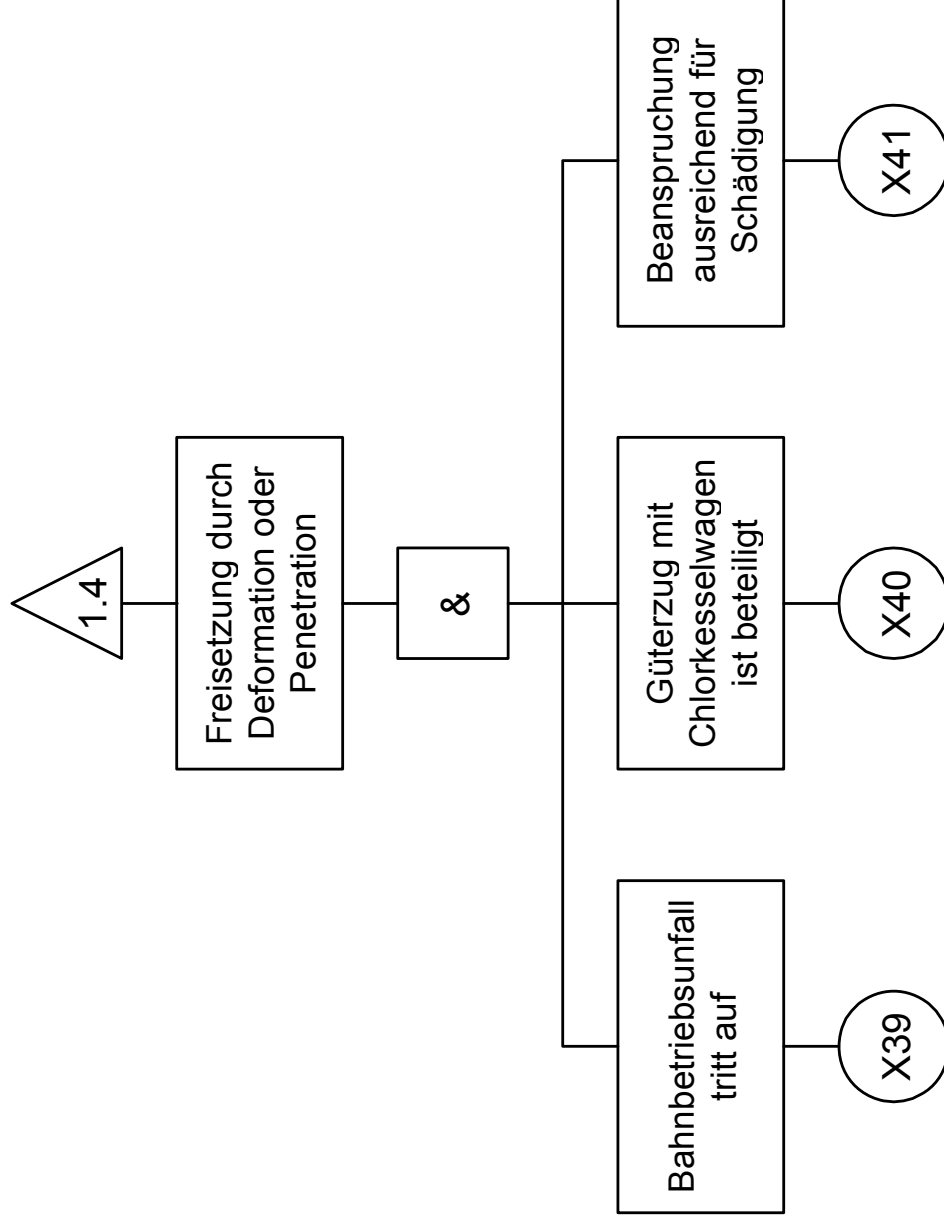 1.4
Freisetzung durch
Deformation oder
Penetration
&
Bahnbetriebsunfall
tritt auf
X39
Güterzug mit
Chlorkesselwagen
ist beteiligt
X40
Beanspruchung
ausreichend für
Schädigung
X41